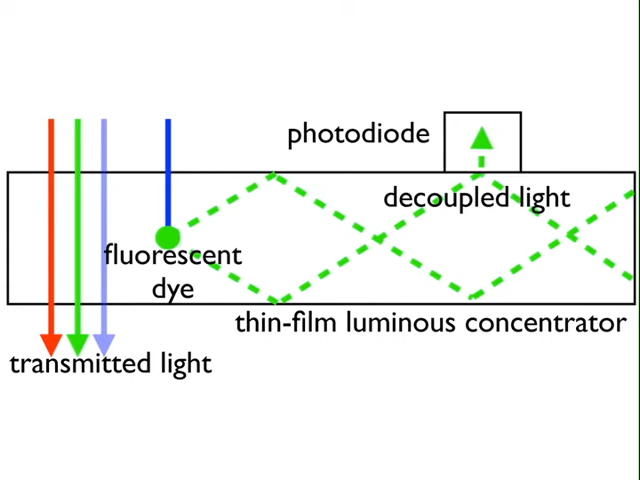 photodiode
decoupled light
fluorescent
dye
thin-film luminous concentrator
transmitted light